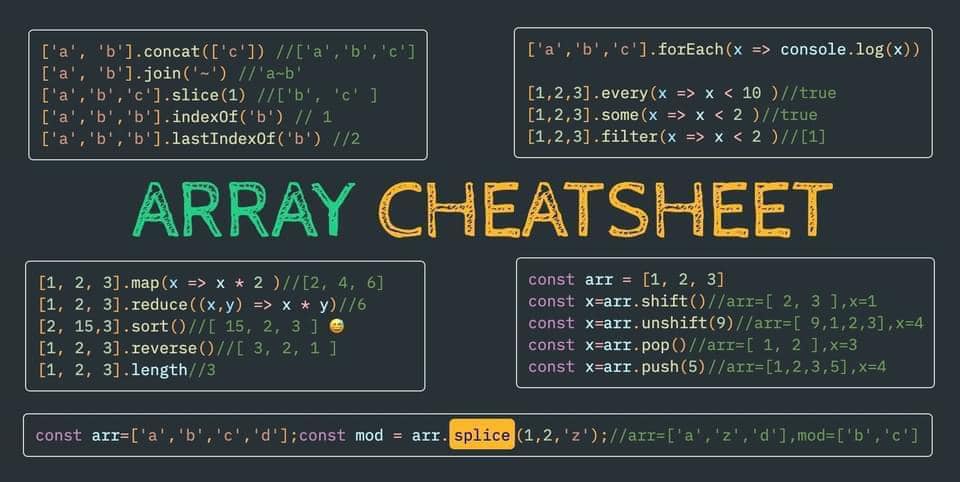 ['a', 'b'].concat(['c']) //['a','b','c']
['a', 'b'].join('~') //'a~b'
['a','b','c'].slice(1) //['b', 'c' ]
['a','b','b'].indexOf('b') // 1
['a','b','b'].lastIndexOf('b') //2
['a','b','c'].forEach(x => console.log(x))
[1,2,3].every(x => x < 10 )//true
[1,2,3].some(x => x < 2 )//true
[1,2,3].filter(x => x < 2 )//[1]
ARRAY CHEATSHEET
[1, 2, 3].map(x => x * 2 )//[2, 4, 6]
[1, 2, 3].reduce((x,y) => x * y)//6
[2, 15,3].sort()//[ 15, 2, 3 ] 😅
[1, 2, 3].reverse()//[ 3, 2, 1 ]
[1, 2, 3].length//3
const arr = [1, 2, 3]
const x=arr.shift()//arr=[ 2, 3 ],x=1
const x=arr.unshift(9)//arr=[ 9,1,2,3],x=4
const x=arr.pop()//arr=[ 1, 2 ],x=3
const x=arr.push(5)//arr=[1,2,3,5],x=4
const arr=['a','b','c','d'];const mod = arr.splice(1,2,'z');//arr=['a','z','d'],mod=['b','c']